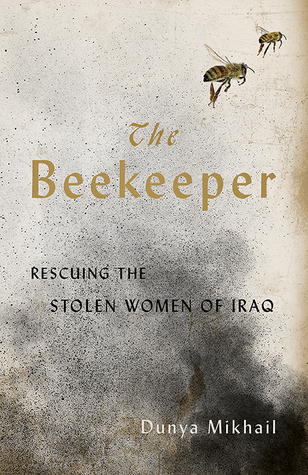 The
Beekeeper
RESCUING THE
STOLEN WOMEN OF IRAQ
Dunya Mikhail